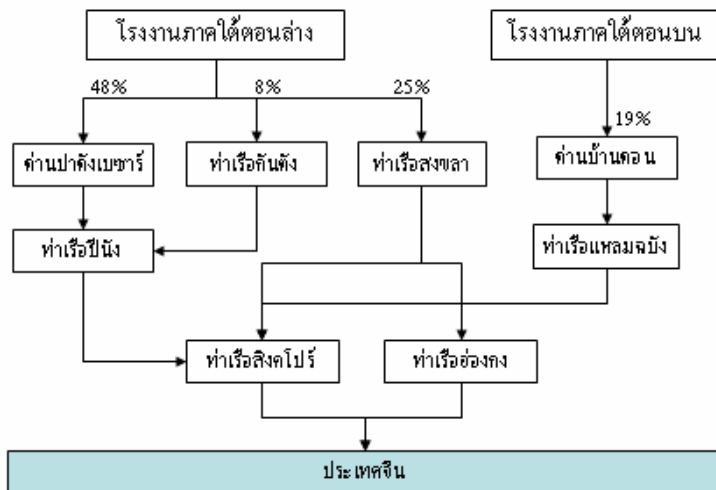 โรงงานภาคใต้ตอนล่าง
โรงงานภาคใต้ตอนบน
48%
8%
25%
19%
ด่านปาดังเบซาร์
ท่าเรือกันตัง
ท่าเรือสงขลา
ด่านบ้านดอน
ท่าเรือปีนัง
ท่าเรือแหลมฉบัง
ท่าเรือสิงคโปร์
ท่าเรือฮ่องกง
ประเทศจีน